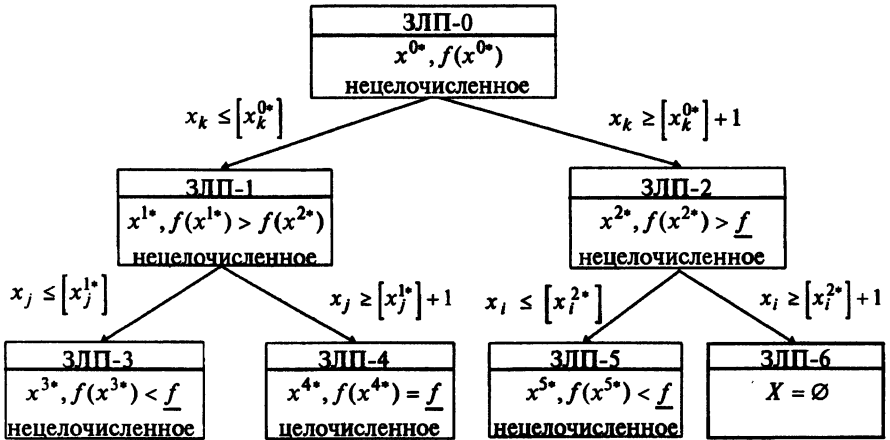 ЗЛП-0
x^{0*}, f(x^{0*})
нецелочисленное
x_k ≤ [x_k^{0*}]
x_k ≥ [x_k^{0*}] + 1
ЗЛП-1
x^{1*}, f(x^{1*}) > f(x^{2*})
нецелочисленное
ЗЛП-2
x^{2*}, f(x^{2*}) > f
нецелочисленное
x_j ≤ [x_j^{1*}]
x_j ≥ [x_j^{1*}] + 1
x_i ≤ [x_i^{2*}]
x_i ≥ [x_i^{2*}] + 1
ЗЛП-3
x^{3*}, f(x^{3*}) < f
нецелочисленное
ЗЛП-4
x^{4*}, f(x^{4*}) = f
целочисленное
ЗЛП-5
x^{5*}, f(x^{5*}) < f
нецелочисленное
ЗЛП-6
X = ∅